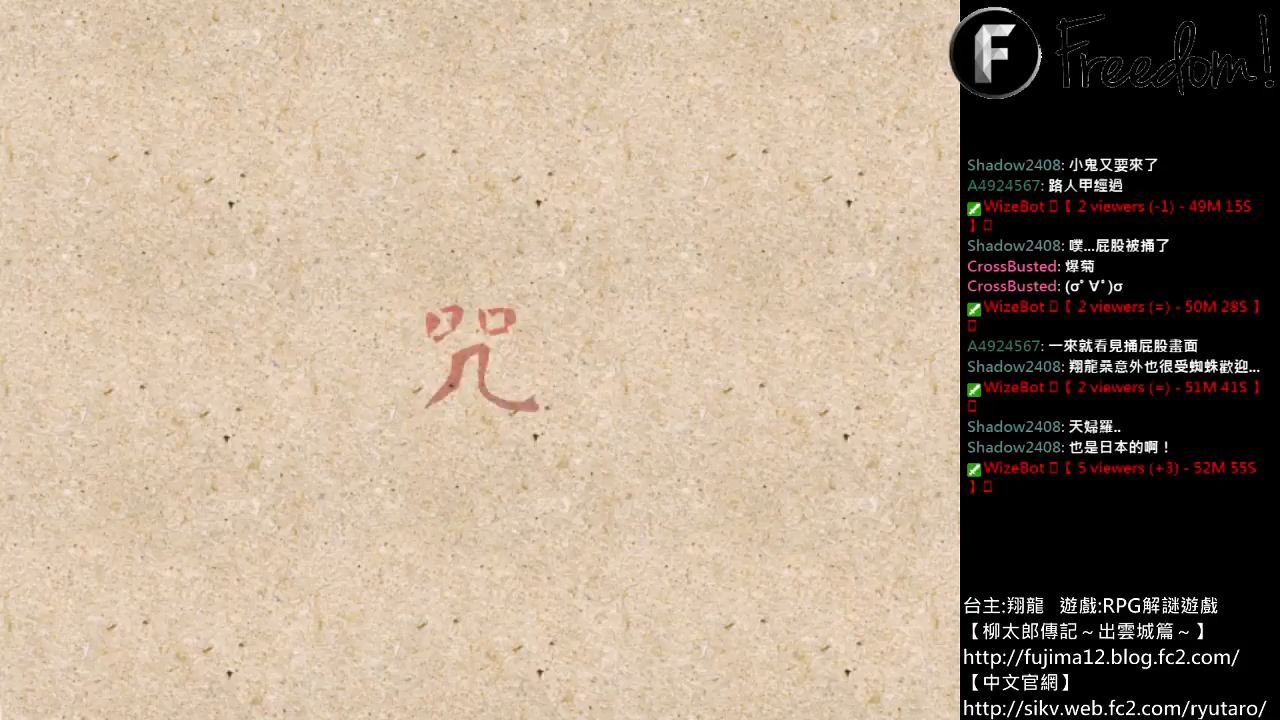 咒
F Freedom!
Shadow2408: 小鬼又要來了
A4924567: 路人甲經過
WizeBot 【 2 viewers (-1) - 49M 15S
】
Shadow2408: 噗...屁股被捅了
CrossBusted: 爆菊
CrossBusted: (σﾟ∀ﾟ)σ
WizeBot 【 2 viewers (=) - 50M 28S 】
A4924567: 一來就看見捅屁股畫面
Shadow2408: 翔龍桑意外也很受蜘蛛歡迎...
WizeBot 【 2 viewers (=) - 51M 41S 】
Shadow2408: 天婦羅..
Shadow2408: 也是日本的啊！
WizeBot 【 5 viewers (+3) - 52M 55S
】
台主:翔龍 遊戲:RPG解謎遊戲
【柳太郎傳記～出雲城篇～】
http://fujima12.blog.fc2.com/
【中文官網】
http://sikv.web.fc2.com/ryutaro/